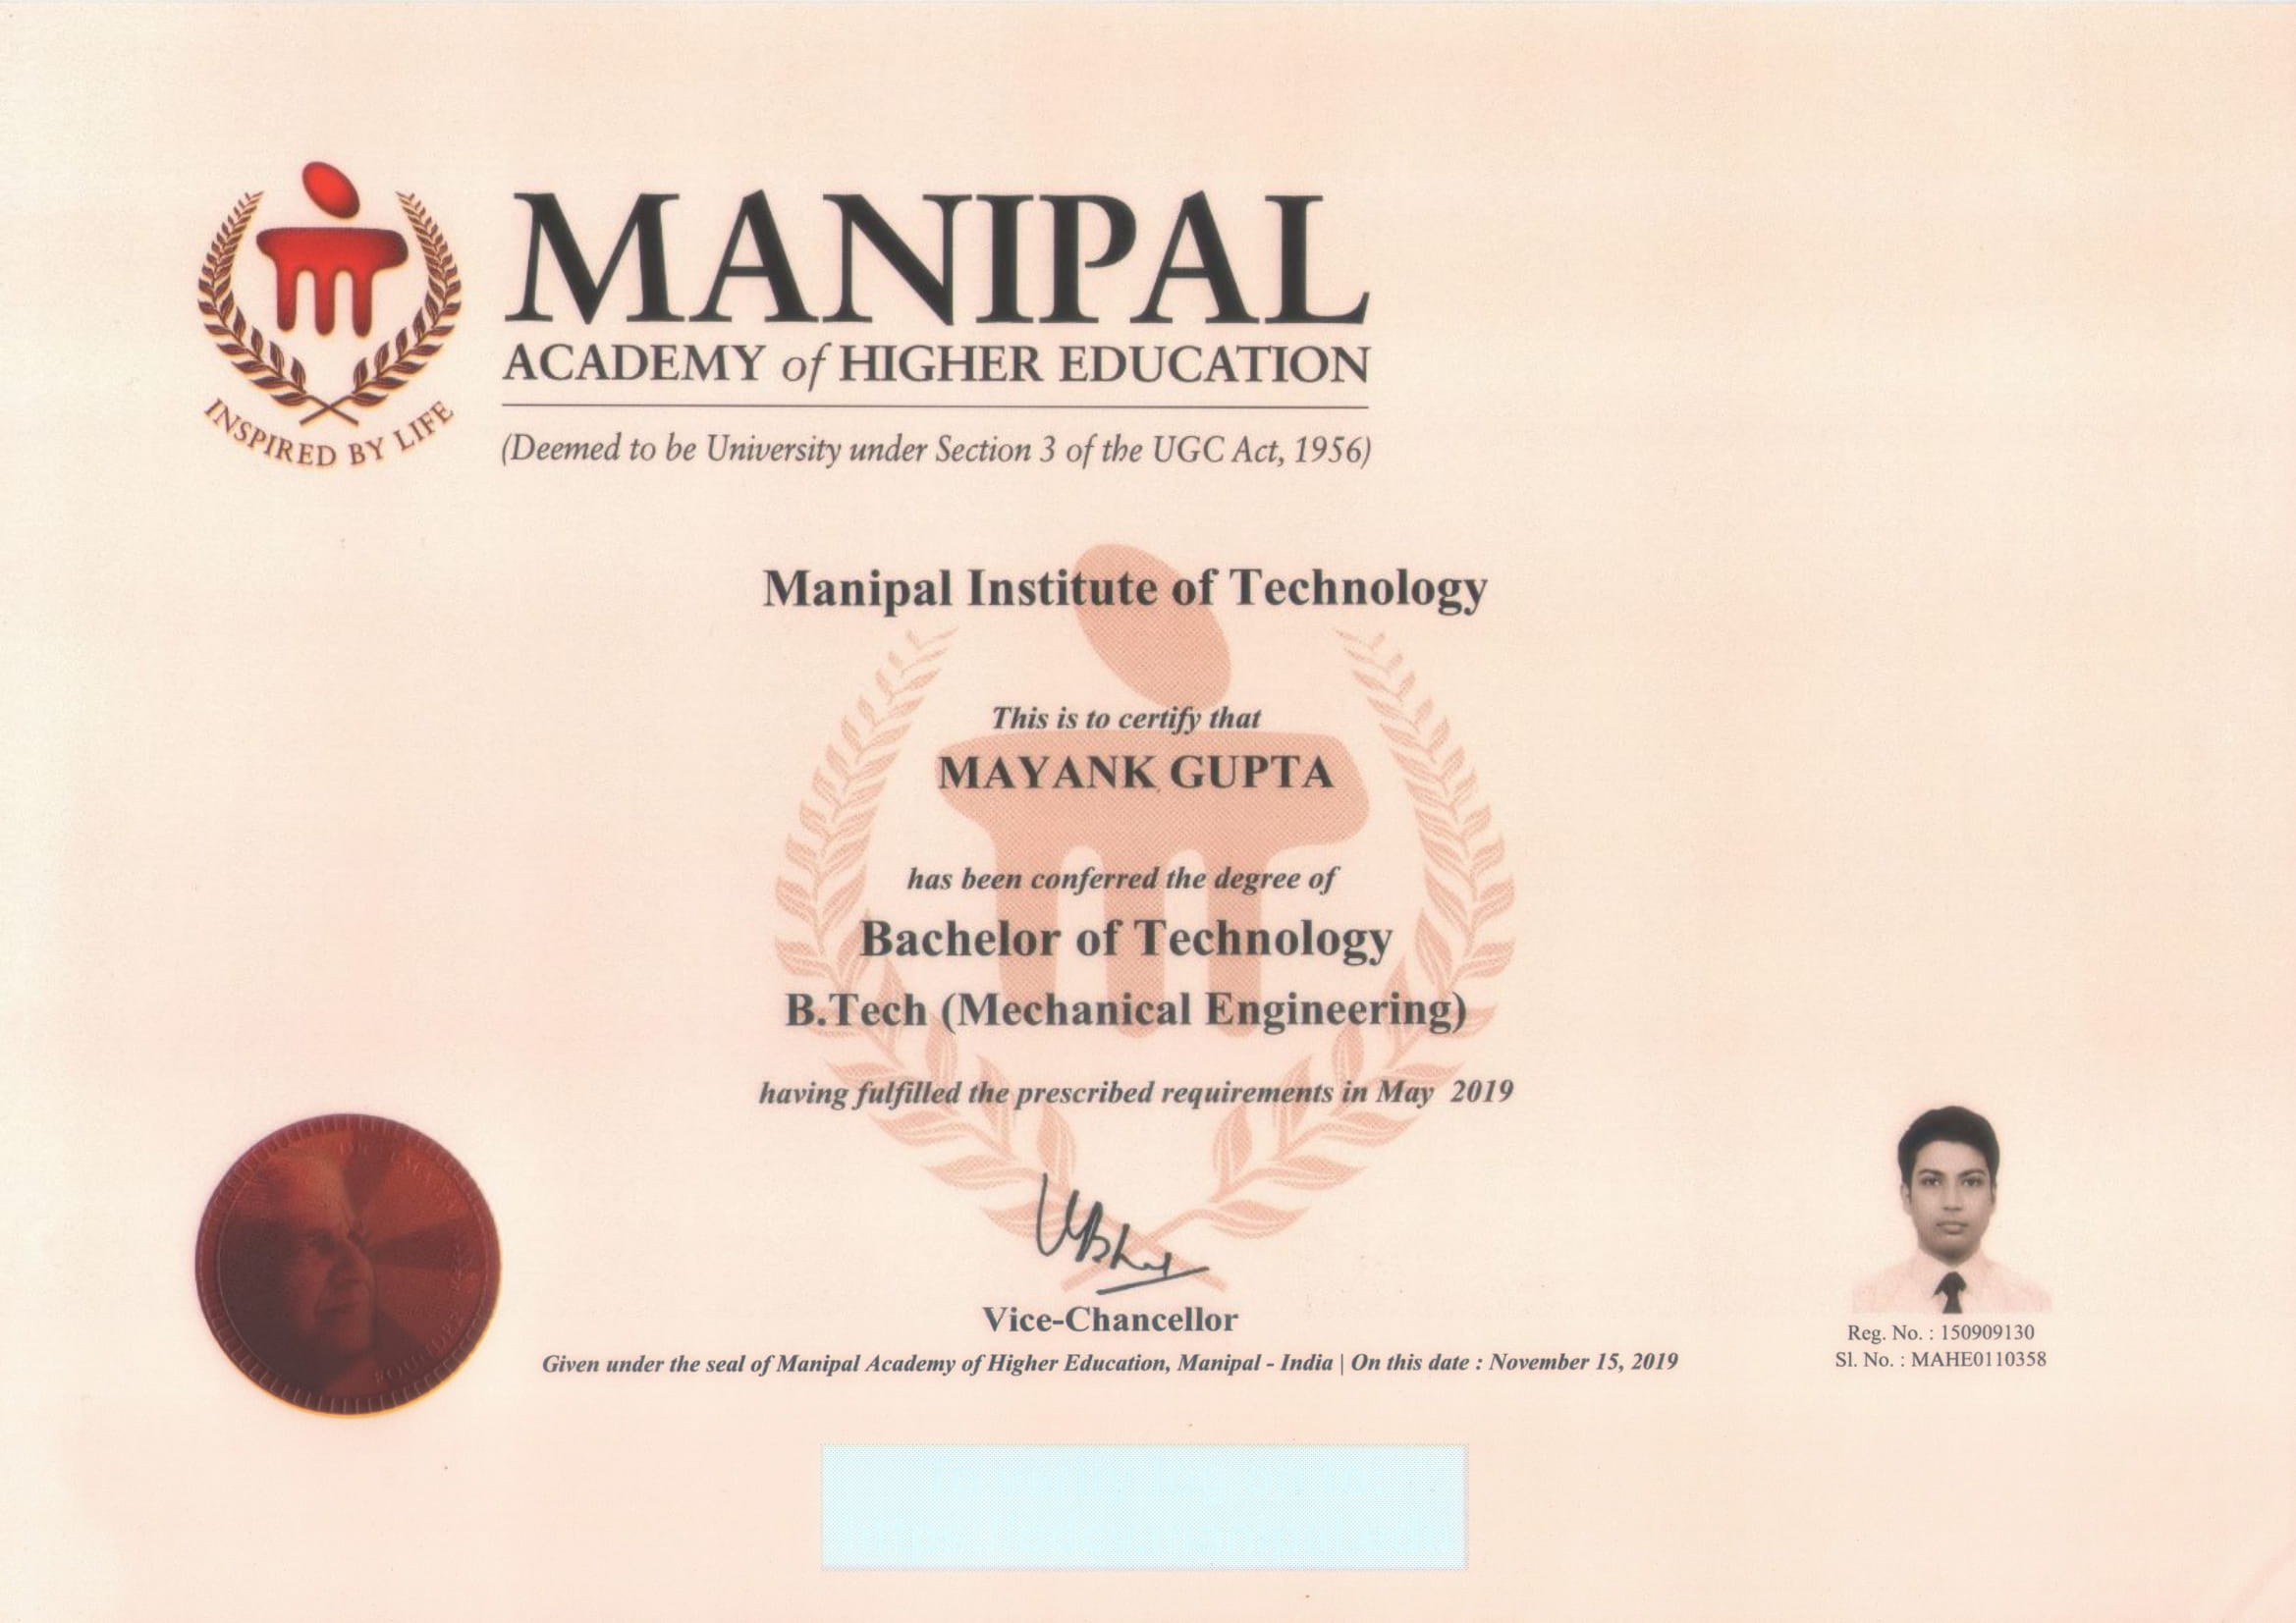 INSPIRED BY LIFE
MANIPAL
ACADEMY of HIGHER EDUCATION
(Deemed to be University under Section 3 of the UGC Act, 1956)
Manipal Institute of Technology
This is to certify that
MAYANK GUPTA
has been conferred the degree of
Bachelor of Technology
B.Tech (Mechanical Engineering)
having fulfilled the prescribed requirements in May 2019
Vice-Chancellor
Given under the seal of Manipal Academy of Higher Education, Manipal - India | On this date : November 15, 2019
Reg. No. : 150909130
Sl. No. : MAHE0110358